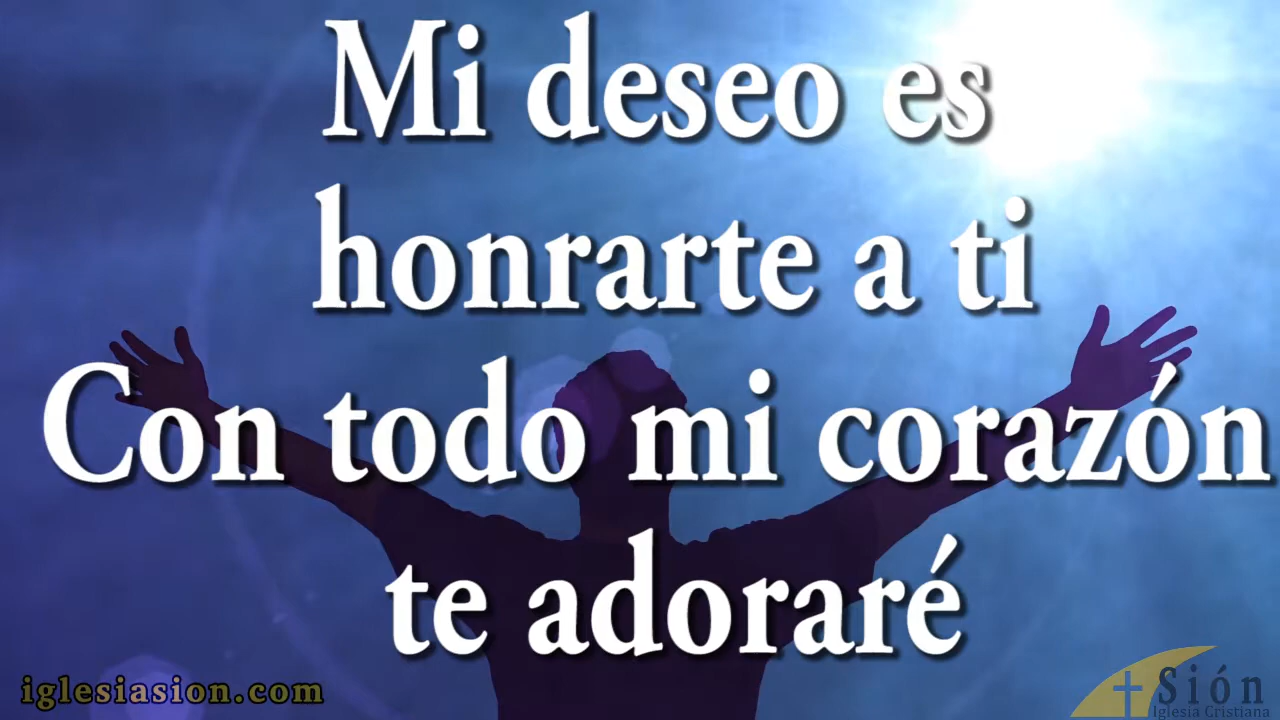 Mi deseo es
honrarte a ti
Con todo mi corazón
te adoraré
iglesiasion.com
Sión
Iglesia Cristiana